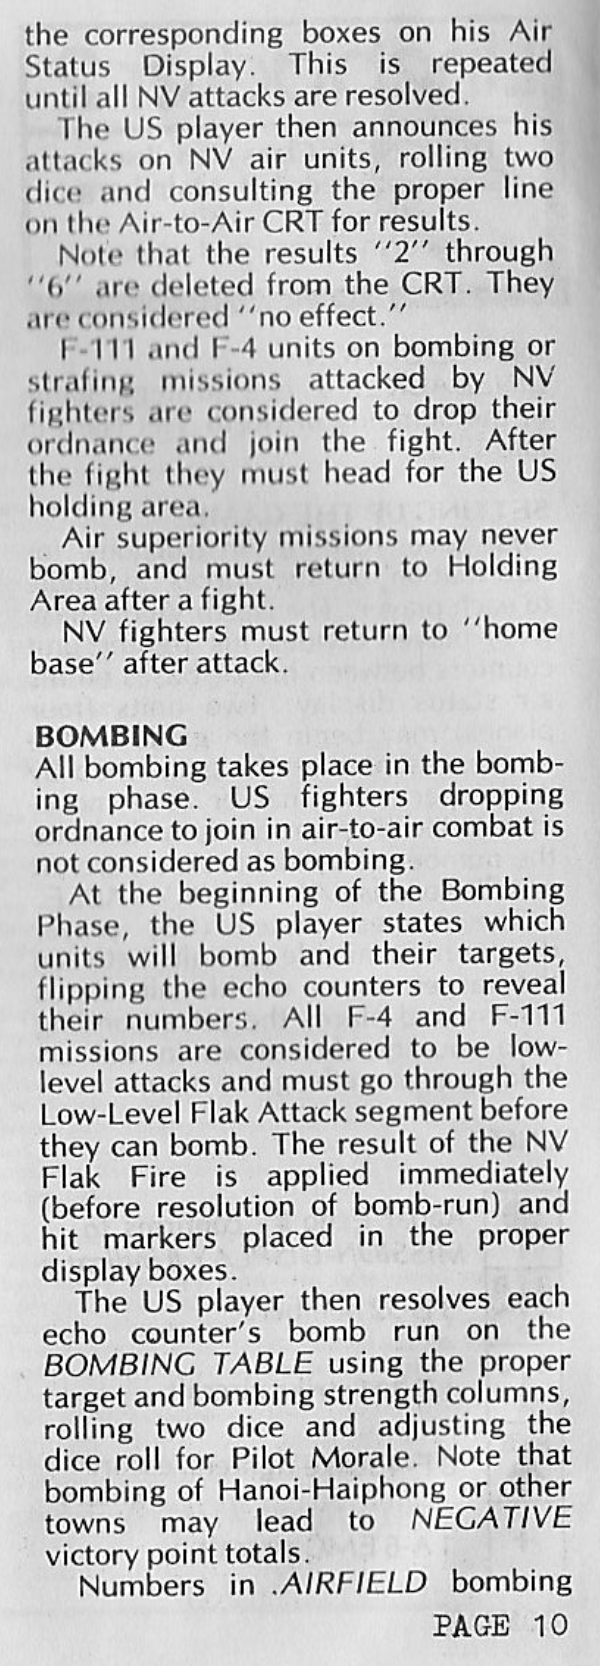 the corresponding boxes on his Air
Status Display. This is repeated
until all NV attacks are resolved.
The US player then announces his
attacks on NV air units, rolling two
dice and consulting the proper line
on the Air-to-Air CRT for results.
Note that the results ''2'' through
''6'' are deleted from the CRT. They
are considered ''no effect.''
F-111 and F-4 units on bombing or
strafing missions attacked by NV
fighters are considered to drop their
ordnance and join the fight. After
the fight they must head for the US
holding area.
Air superiority missions may never
bomb, and must return to Holding
Area after a fight.
NV fighters must return to ''home
base'' after attack.
BOMBING
All bombing takes place in the bomb-
ing phase. US fighters dropping
ordnance to join in air-to-air combat is
not considered as bombing.
At the beginning of the Bombing
Phase, the US player states which
units will bomb and their targets,
flipping the echo counters to reveal
their numbers. All F-4 and F-111
missions are considered to be low-
level attacks and must go through the
Low-Level Flak Attack segment before
they can bomb. The result of the NV
Flak Fire is applied immediately
(before resolution of bomb-run) and
hit markers placed in the proper
display boxes.
The US player then resolves each
echo counter's bomb run on the
BOMBING TABLE using the proper
target and bombing strength columns,
rolling two dice and adjusting the
dice roll for Pilot Morale. Note that
bombing of Hanoi-Haiphong or other
towns may lead to NEGATIVE
victory point totals.
Numbers in .AIRFIELD bombing
PAGE 10